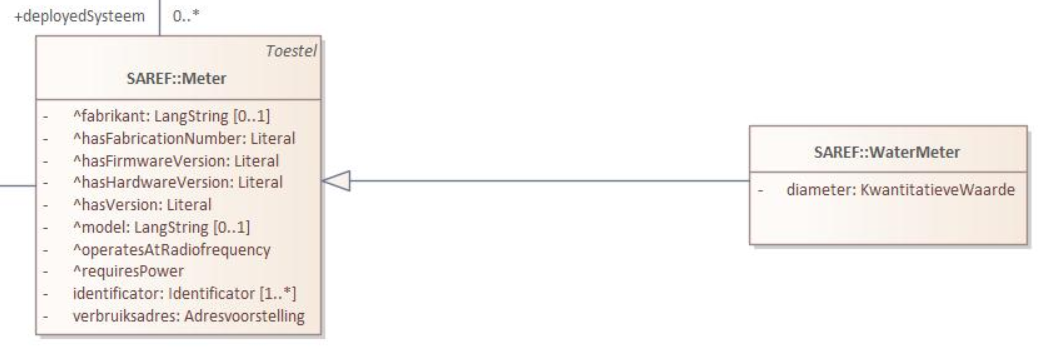 +deployedSysteem 0..*
Toestel
SAREF::Meter
- ^fabrikant: LangString [0..1]
- ^hasFabricationNumber: Literal
- ^hasFirmwareVersion: Literal
- ^hasHardwareVersion: Literal
- ^hasVersion: Literal
- ^model: LangString [0..1]
- ^operatesAtRadiofrequency
- ^requiresPower
- identificator: Identificator [1..*]
- verbruiksadres: Adresvoorstelling
SAREF::WaterMeter
- diameter: KwantitatieveWaarde